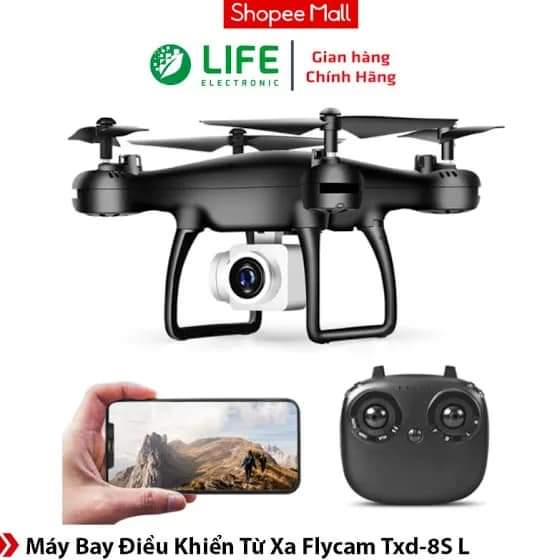 Shopee Mall
LIFE
ELECTRONIC
Gian hàng
Chính Hãng
Máy Bay Điều Khiển Từ Xa Flycam Txd-8S L